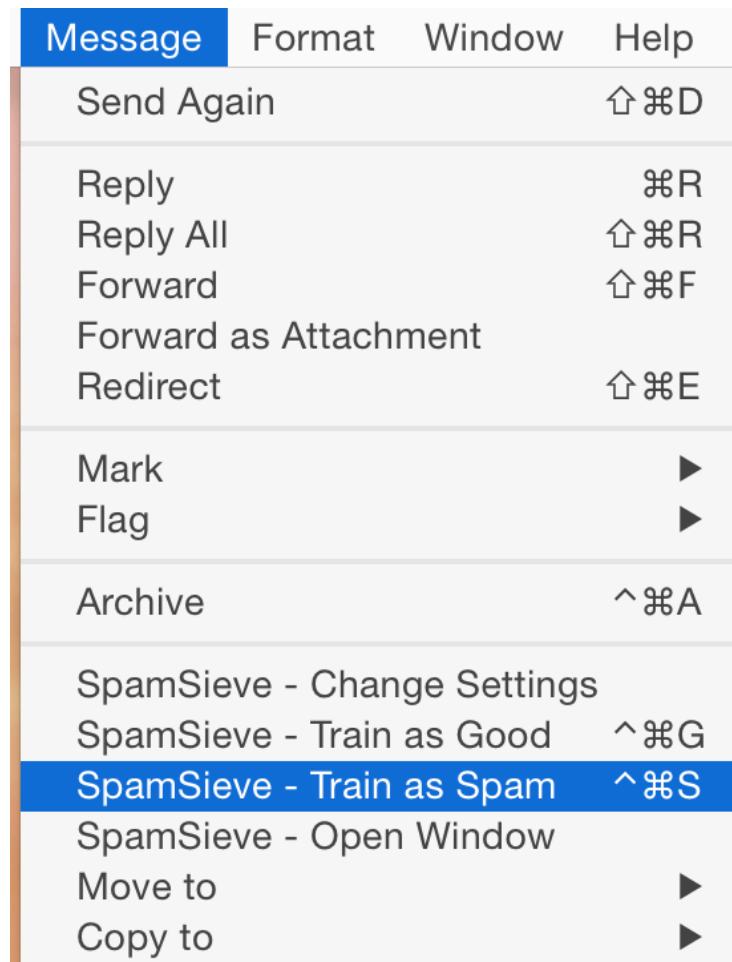 Message Format Window Help
Send Again ⇧⌘D
Reply ⌘R
Reply All ⇧⌘R
Forward ⇧⌘F
Forward as Attachment
Redirect ⇧⌘E
Mark ▶
Flag ▶
Archive ^⌘A
SpamSieve - Change Settings
SpamSieve - Train as Good ^⌘G
SpamSieve - Train as Spam ^⌘S
SpamSieve - Open Window
Move to ▶
Copy to ▶